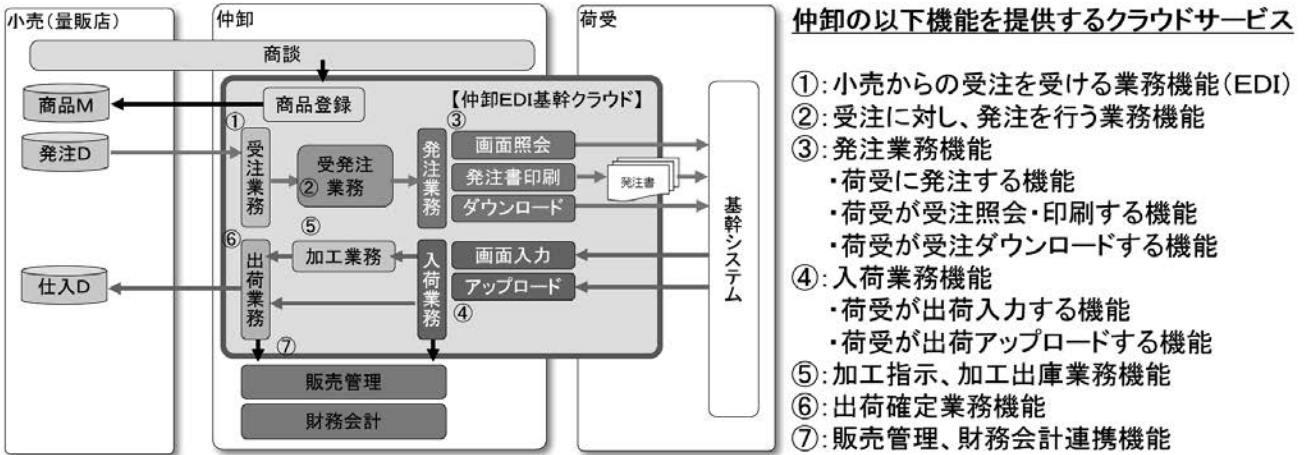 小売(量販店)
仲卸
荷受
商談
商品M
商品登録
【仲卸EDI基幹クラウド】
発注D
①
受注業務
②
受発注
業務
発注業務
③
画面照会
発注書印刷
ダウンロード
発注書
基幹システム
仕入D
⑥
出荷業務
⑤
加工業務
入荷業務
④
画面入力
アップロード
⑦
販売管理
財務会計
仲卸の以下機能を提供するクラウドサービス
①:小売からの受注を受ける業務機能(EDI)
②:受注に対し、発注を行う業務機能
③:発注業務機能
・荷受に発注する機能
・荷受が受注照会・印刷する機能
・荷受が受注ダウンロードする機能
④:入荷業務機能
・荷受が出荷入力する機能
・荷受が出荷アップロードする機能
⑤:加工指示、加工出庫業務機能
⑥:出荷確定業務機能
⑦:販売管理、財務会計連携機能